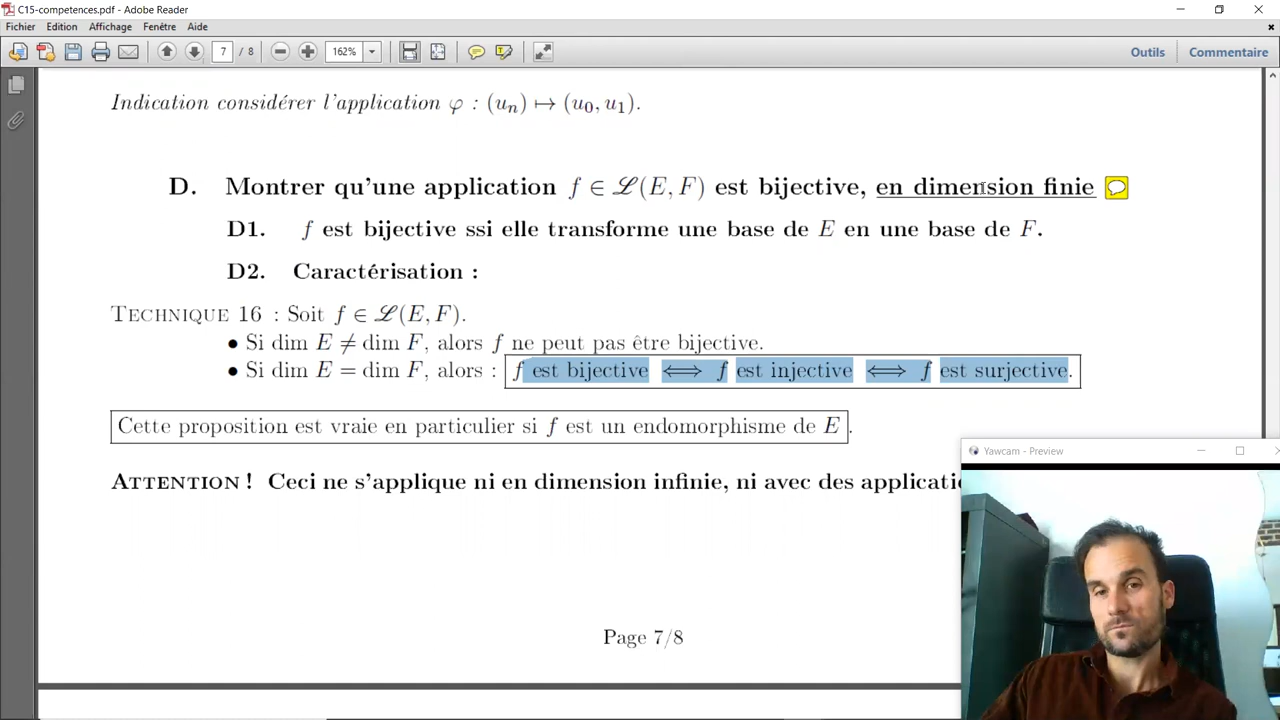 C15-competences.pdf - Adobe Reader
Fichier Edition Affichage Fenêtre Aide
7 / 8 162% Outils Commentaire
Indication considérer l'application φ : (uₙ) ↦ (u₀, u₁).
D. Montrer qu'une application f ∈ ℒ(E, F) est bijective, en dimension finie
D1. f est bijective ssi elle transforme une base de E en une base de F.
D2. Caractérisation :
Technique 16 : Soit f ∈ ℒ(E, F).
• Si dim E ≠ dim F, alors f ne peut pas être bijective.
• Si dim E = dim F, alors : f est bijective ⟺ f est injective ⟺ f est surjective.
Cette proposition est vraie en particulier si f est un endomorphisme de E.
Attention ! Ceci ne s'applique ni en dimension infinie, ni avec des applicati
Yawcam - Preview
Page 7/8